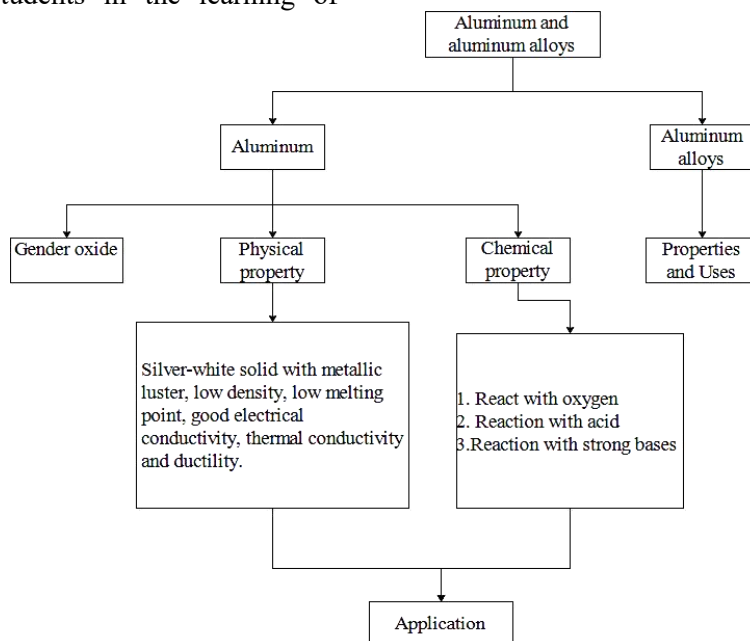 students in the learning of
Aluminum and
aluminum alloys
Aluminum
Aluminum
alloys
Gender oxide
Physical
property
Chemical
property
Properties
and Uses
Silver-white solid with metallic
luster, low density, low melting
point, good electrical
conductivity, thermal conductivity
and ductility.
1. React with oxygen
2. Reaction with acid
3.Reaction with strong bases
Application